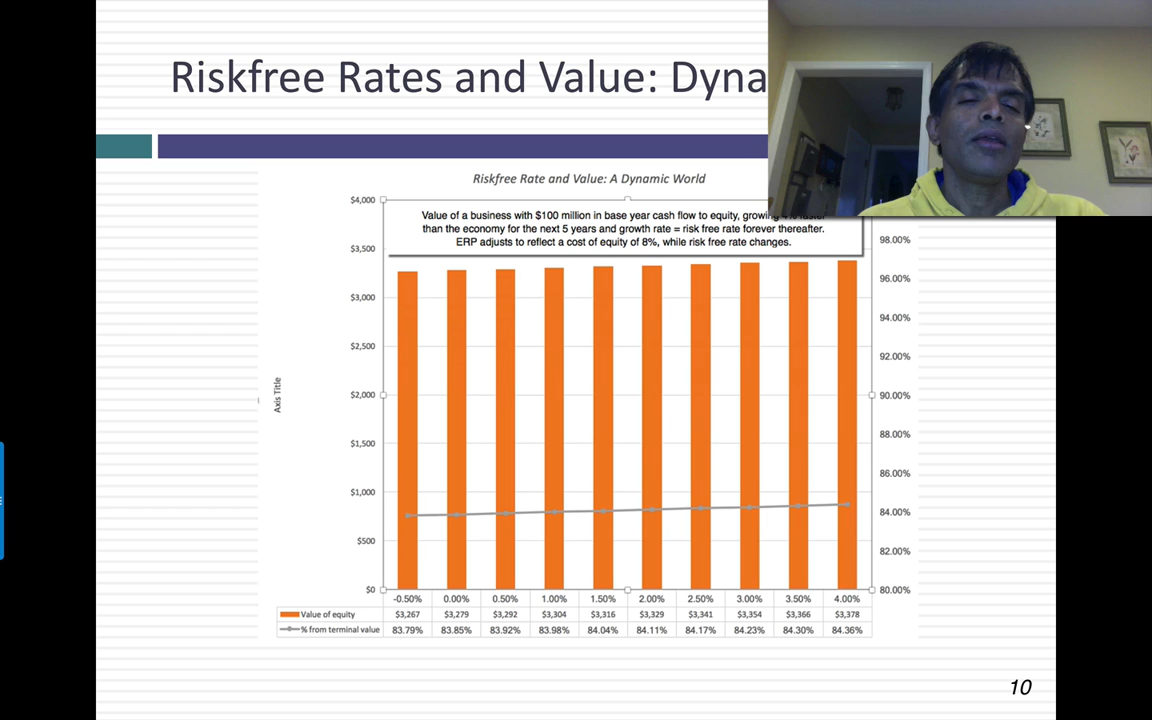 Riskfree Rates and Value: Dyna
Riskfree Rate and Value: A Dynamic World
Value of a business with $100 million in base year cash flow to equity, growing 4% faster
than the economy for the next 5 years and growth rate = risk free rate forever thereafter.
ERP adjusts to reflect a cost of equity of 8%, while risk free rate changes.
$4,000
$3,500
$3,000
$2,500
$2,000
$1,500
$1,000
$500
$0
Axis Title
98.00%
96.00%
94.00%
92.00%
90.00%
88.00%
86.00%
84.00%
82.00%
80.00%
-0.50% 0.00% 0.50% 1.00% 1.50% 2.00% 2.50% 3.00% 3.50% 4.00%
Value of equity $3,267 $3,279 $3,292 $3,304 $3,316 $3,329 $3,341 $3,354 $3,366 $3,378
% from terminal value 83.79% 83.85% 83.92% 83.98% 84.04% 84.11% 84.17% 84.23% 84.30% 84.36%
10